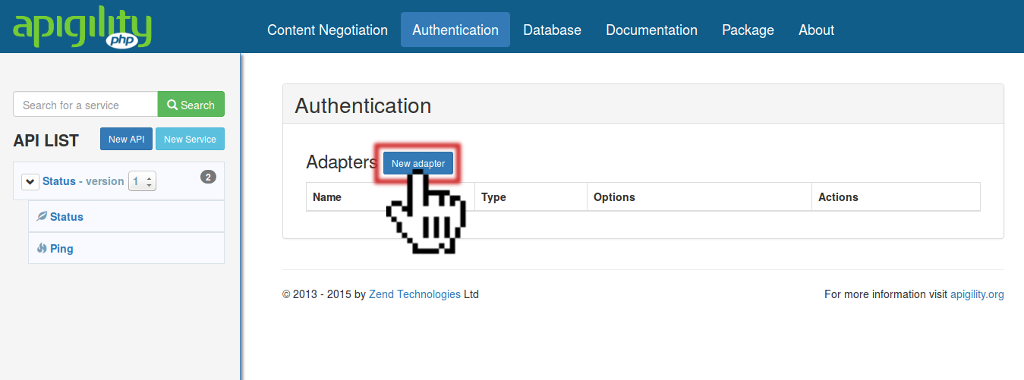 apigility
php
Content Negotiation Authentication Database Documentation Package About
Search for a service Search
API LIST New API New Service
Status - version 1 2
Status
Ping
Authentication
Adapters New adapter
Name Type Options Actions
© 2013 - 2015 by Zend Technologies Ltd
For more information visit apigility.org